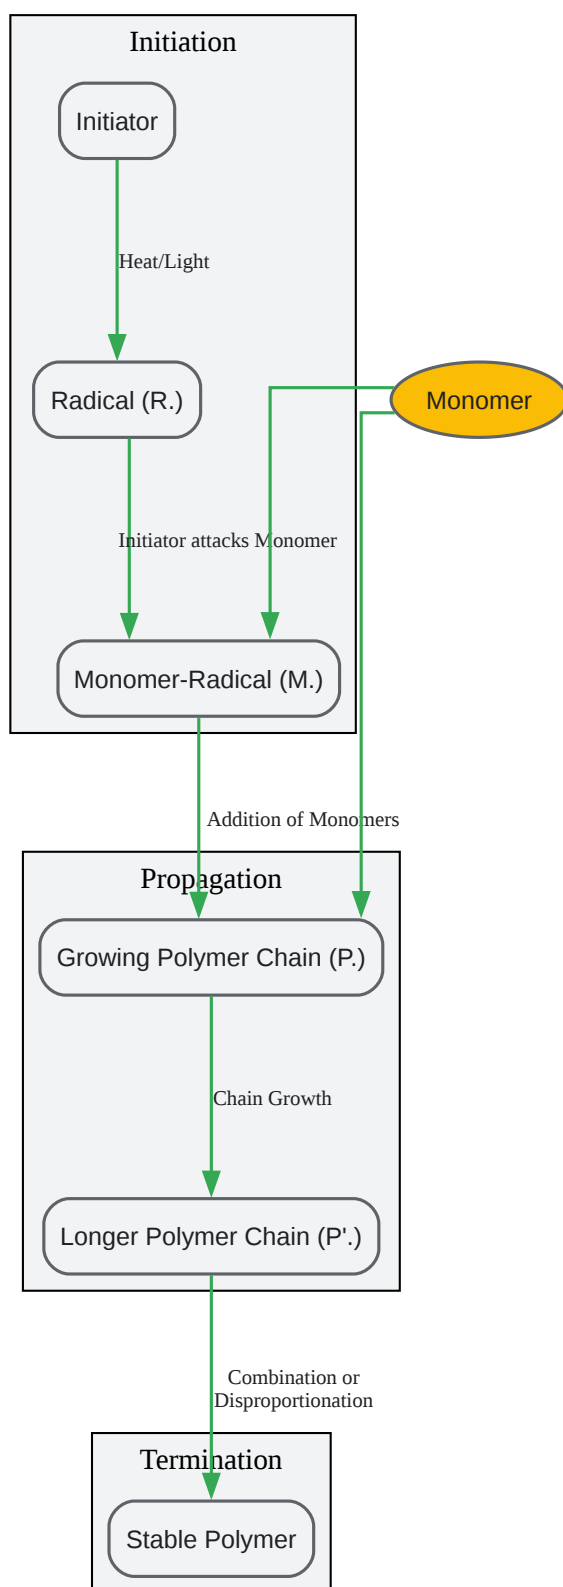 Initiation
Initiator
Heat/Light
Radical (R.)
Monomer
Initiator attacks Monomer
Monomer-Radical (M.)
Addition of Monomers
Propagation
Growing Polymer Chain (P.)
Chain Growth
Longer Polymer Chain (P'.)
Combination or
Disproportionation
Termination
Stable Polymer